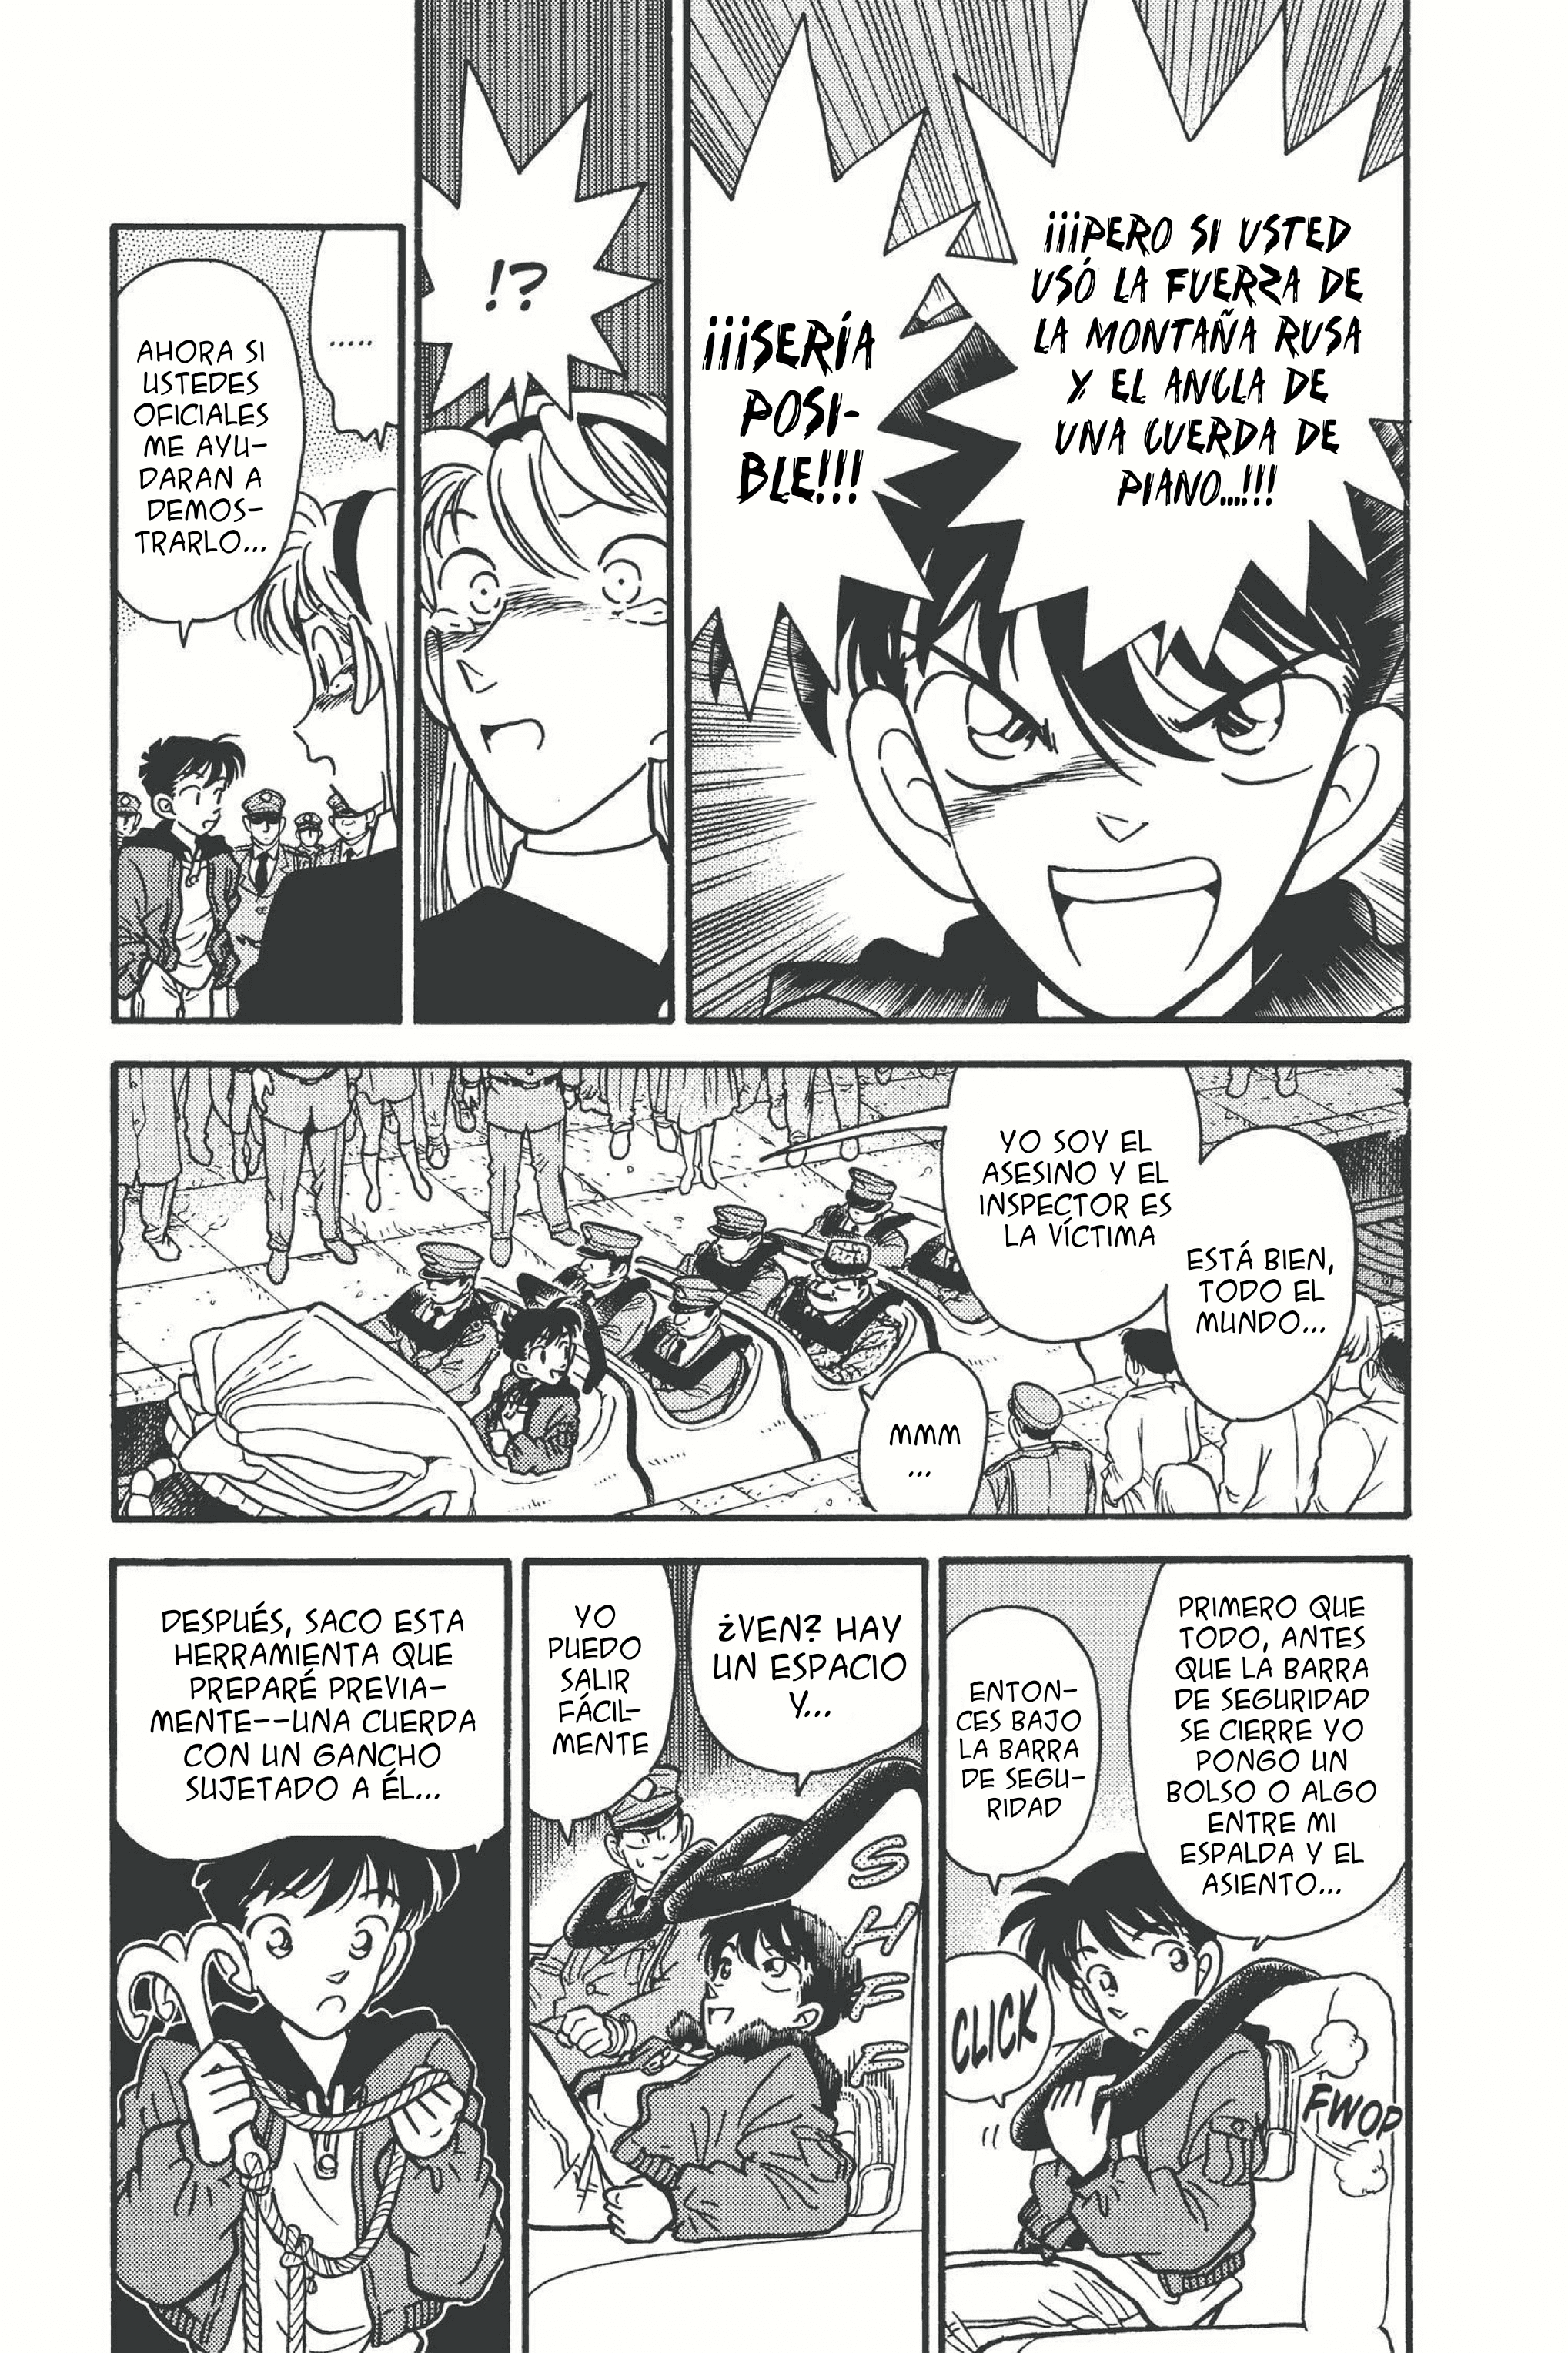 ¡¡¡PERO SI USTED
USÓ LA FUERZA DE
LA MONTAÑA RUSA
Y EL ANCLA DE
UNA CUERDA DE
PIANO...!!!
¡¡¡SERÍA
POSI-
BLE!!!
!?
.....
AHORA SI
USTEDES
OFICIALES
ME AYU-
DARAN A
DEMOS-
TRARLO...
ESTÁ BIEN,
TODO EL
MUNDO...
YO SOY EL
ASESINO Y EL
INSPECTOR ES
LA VÍCTIMA
MMM
...
PRIMERO QUE
TODO, ANTES
QUE LA BARRA
DE SEGURIDAD
SE CIERRE YO
PONGO UN
BOLSO O ALGO
ENTRE MI
ESPALDA Y EL
ASIENTO...
FWOP
ENTON-
CES BAJO
LA BARRA
DE SEGU-
RIDAD
CLICK
¿VEN? HAY
UN ESPACIO
Y...
SHFF
YO
PUEDO
SALIR
FÁCIL-
MENTE
DESPUÉS, SACO ESTA
HERRAMIENTA QUE
PREPARÉ PREVIA-
MENTE--UNA CUERDA
CON UN GANCHO
SUJETADO A ÉL...